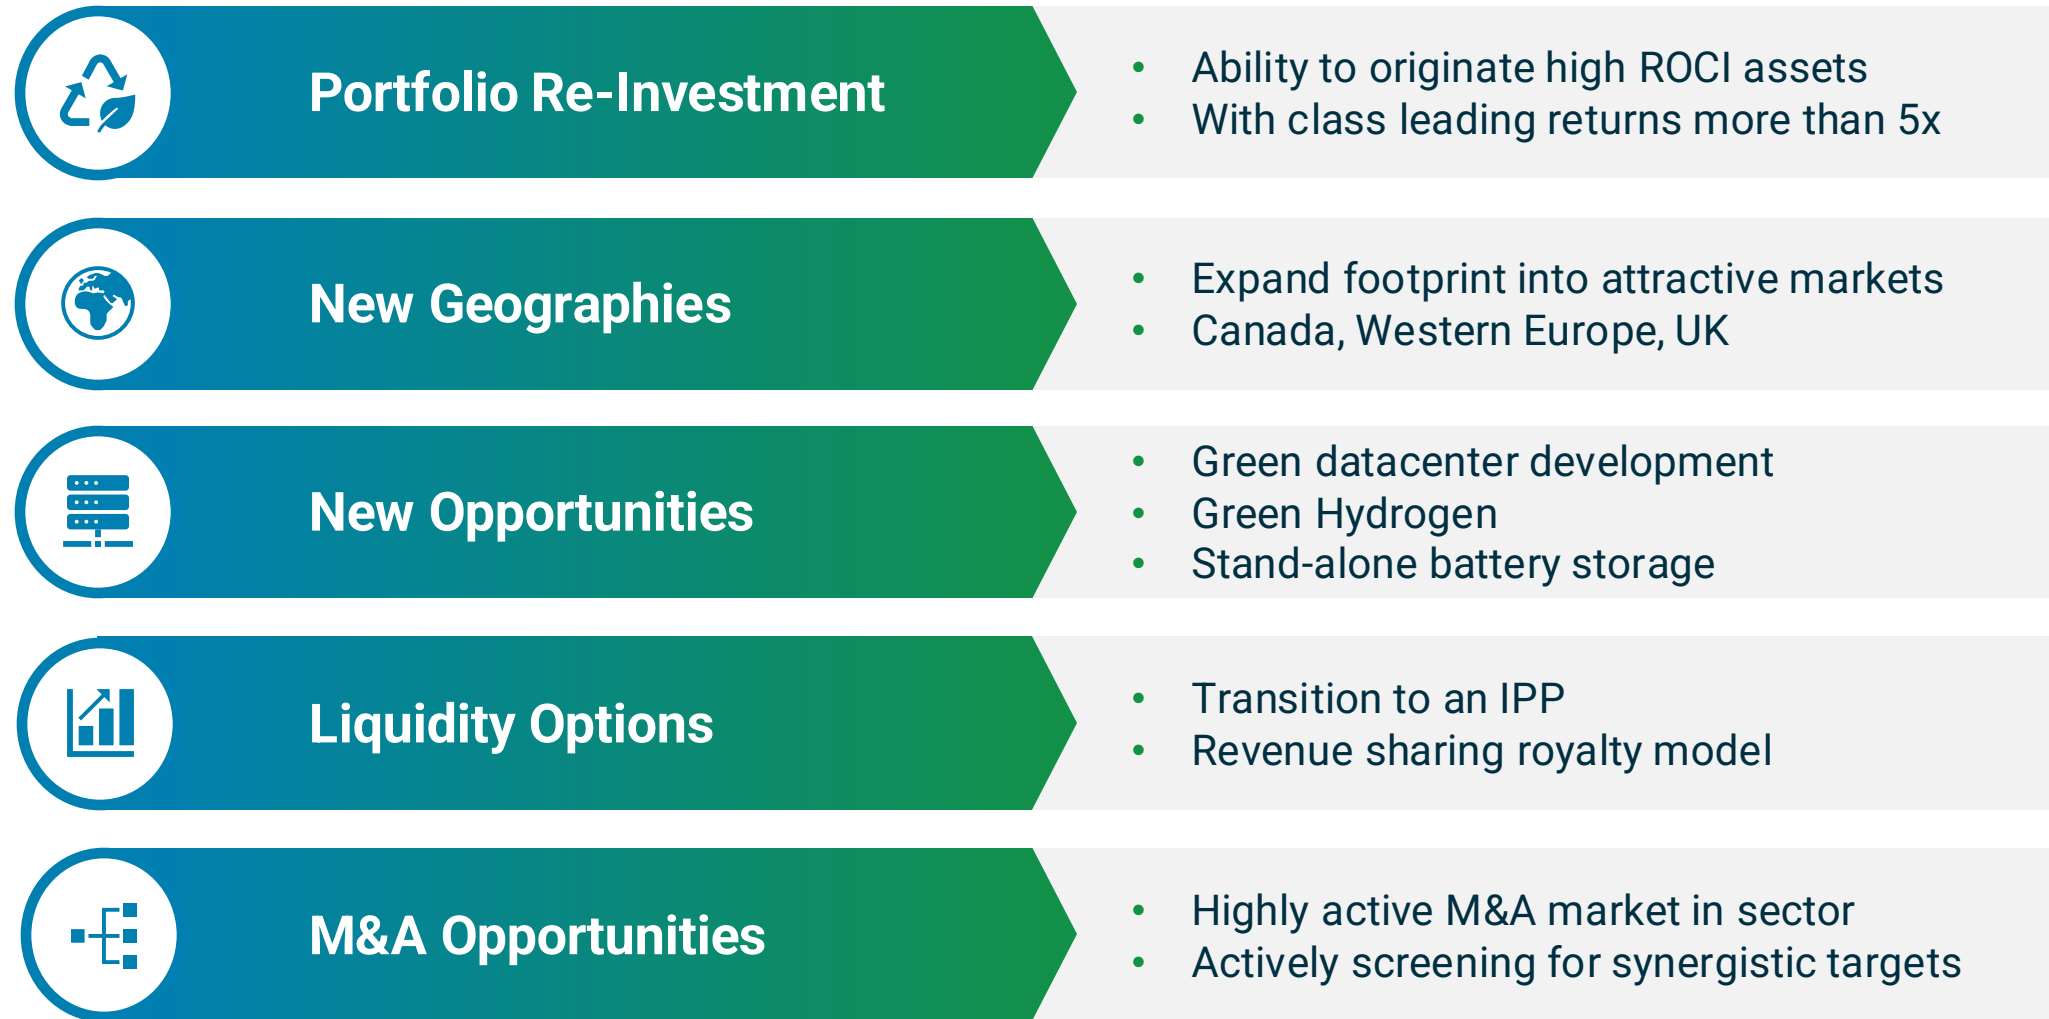 Portfolio Re-Investment
• Ability to originate high ROCI assets
• With class leading returns more than 5x
New Geographies
• Expand footprint into attractive markets
• Canada, Western Europe, UK
New Opportunities
• Green datacenter development
• Green Hydrogen
• Stand-alone battery storage
Liquidity Options
• Transition to an IPP
• Revenue sharing royalty model
M&A Opportunities
• Highly active M&A market in sector
• Actively screening for synergistic targets